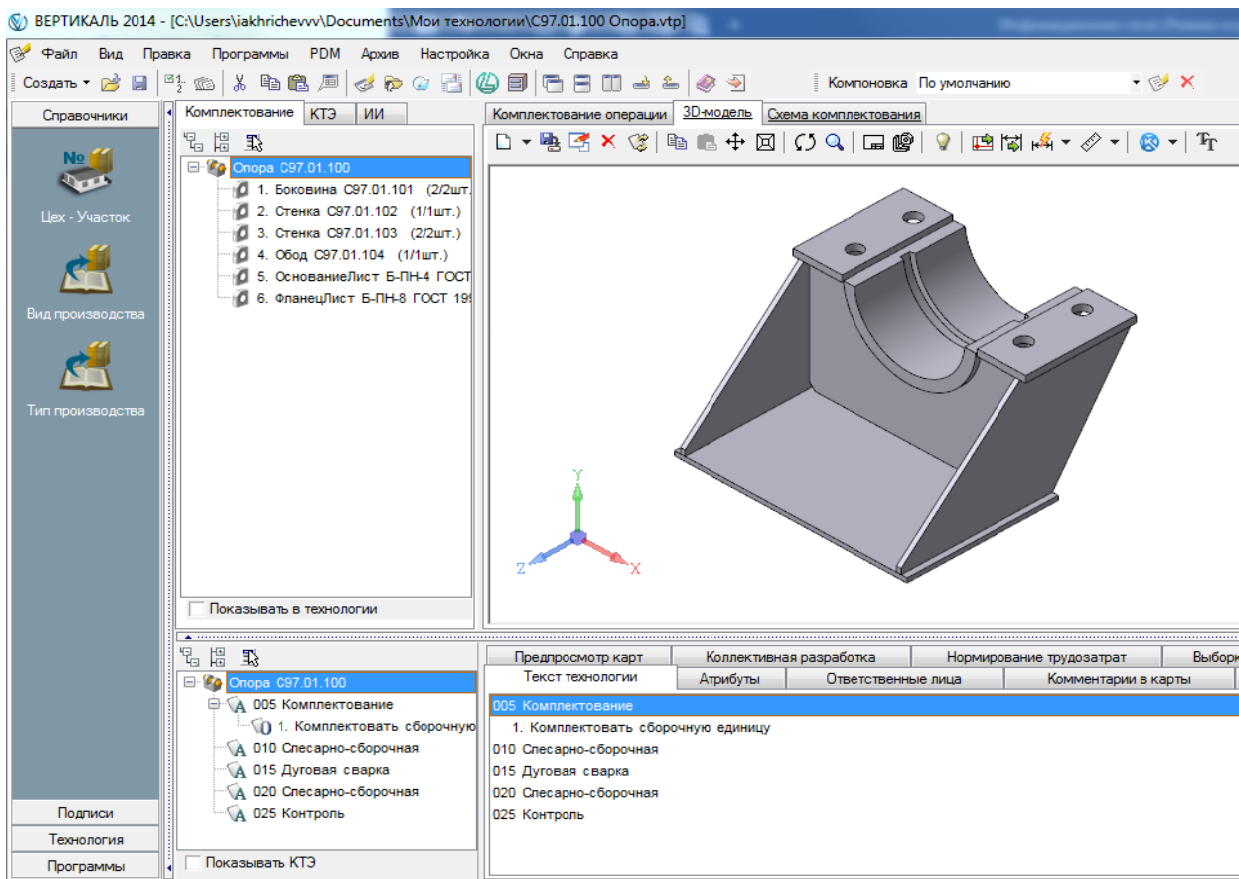 ВЕРТИКАЛЬ 2014 - [C:\Users\iakhrichevvv\Documents\Мои технологии\С97.01.100 Опора.vtp]
Файл Вид Правка Программы PDM Архив Настройка Окна Справка
Создать Компоновка По умолчанию
Справочники
Цех - Участок
Вид производства
Тип производства
Подписи
Технология
Программы
Комплектование КТЭ ИИ
Опора С97.01.100
1. Боковина С97.01.101 (2/2шт.
2. Стенка С97.01.102 (1/1шт.)
3. Стенка С97.01.103 (2/2шт.)
4. Обод С97.01.104 (1/1шт.)
5. ОснованиеЛист Б-ПН-4 ГОСТ
6. ФланецЛист Б-ПН-8 ГОСТ 199
Показывать в технологии
Комплектование операции 3D-модель Схема комплектования
Y
Z
X
Опора С97.01.100
005 Комплектование
1. Комплектовать сборочную
010 Слесарно-сборочная
015 Дуговая сварка
020 Слесарно-сборочная
025 Контроль
Показывать КТЭ
Предпросмотр карт Коллективная разработка Нормирование трудозатрат Выборк
Текст технологии Атрибуты Ответственные лица Комментарии в карты
005 Комплектование
1. Комплектовать сборочную единицу
010 Слесарно-сборочная
015 Дуговая сварка
020 Слесарно-сборочная
025 Контроль